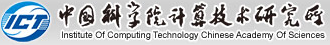 ICT
中国科学院计算技术研究所
Institute Of Computing Technology Chinese Academy Of Sciences